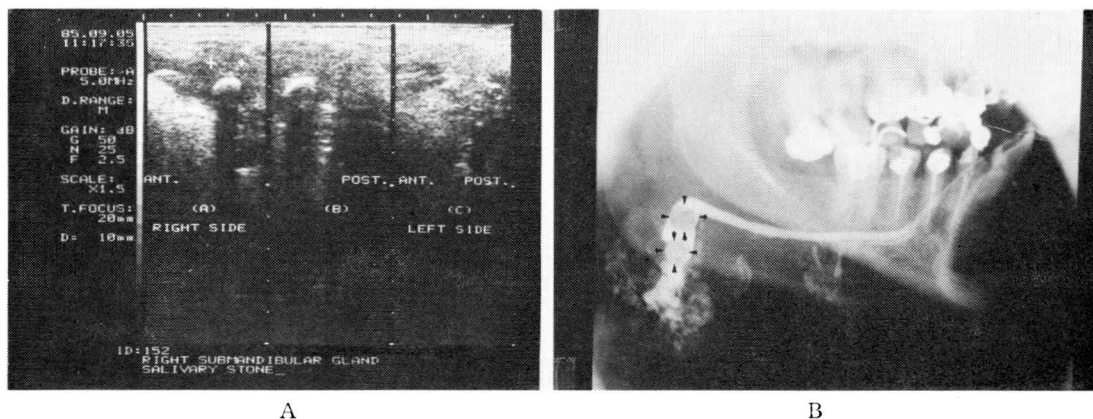 85.09.05
11:17:35
PROBE: A
5.0MHz
D.RANGE:
M
GAIN: dB
G 50
N 25
F 2.5
SCALE:
X1.5
T.FOCUS:
20mm
D= 10mm
ANT. POST. ANT. POST.
(A) (B) (C)
RIGHT SIDE LEFT SIDE
ID:152
RIGHT SUBMANDIBULAR GLAND
SALIVARY STONE_
A B